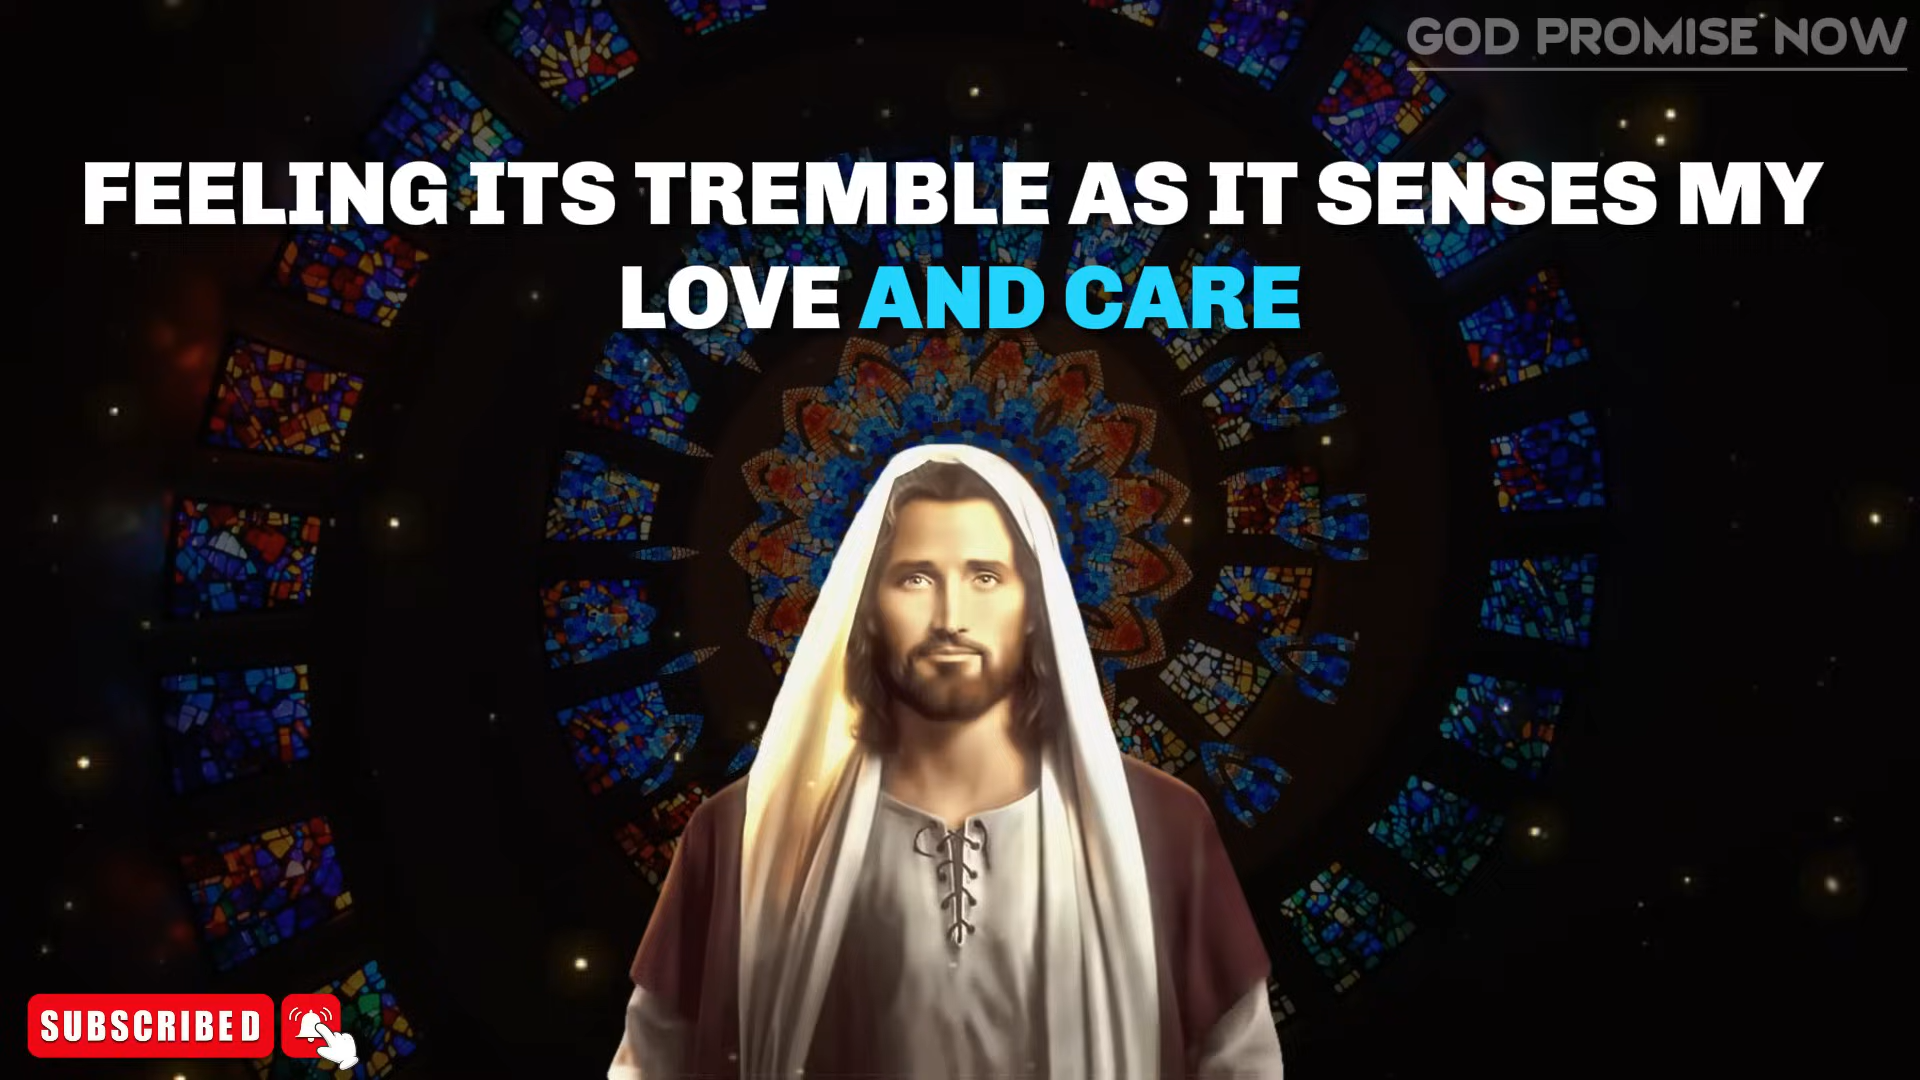 GOD PROMISE NOW
FEELING ITS TREMBLE AS IT SENSES MY
LOVE AND CARE
SUBSCRIBED